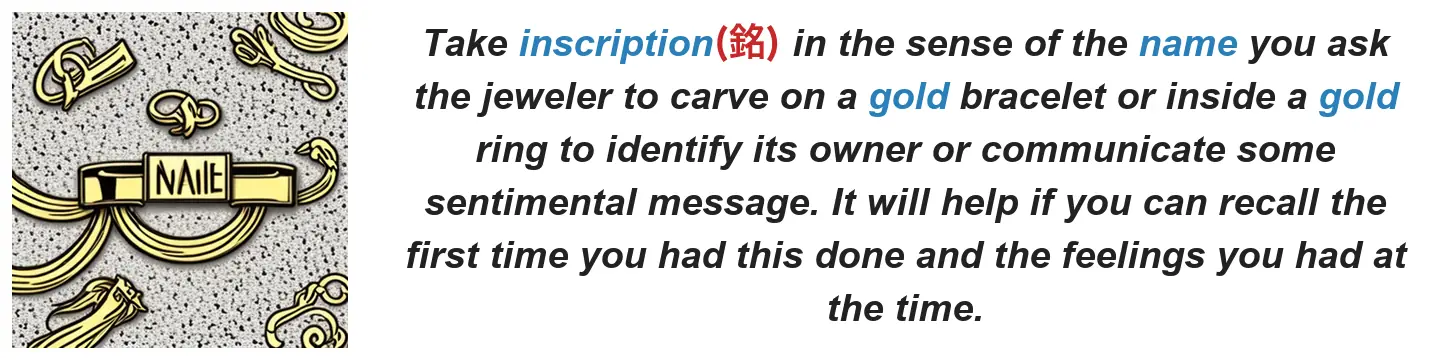 NAIIE
Take inscription(銘) in the sense of the name you ask
the jeweler to carve on a gold bracelet or inside a gold
ring to identify its owner or communicate some
sentimental message. It will help if you can recall the
first time you had this done and the feelings you had at
the time.